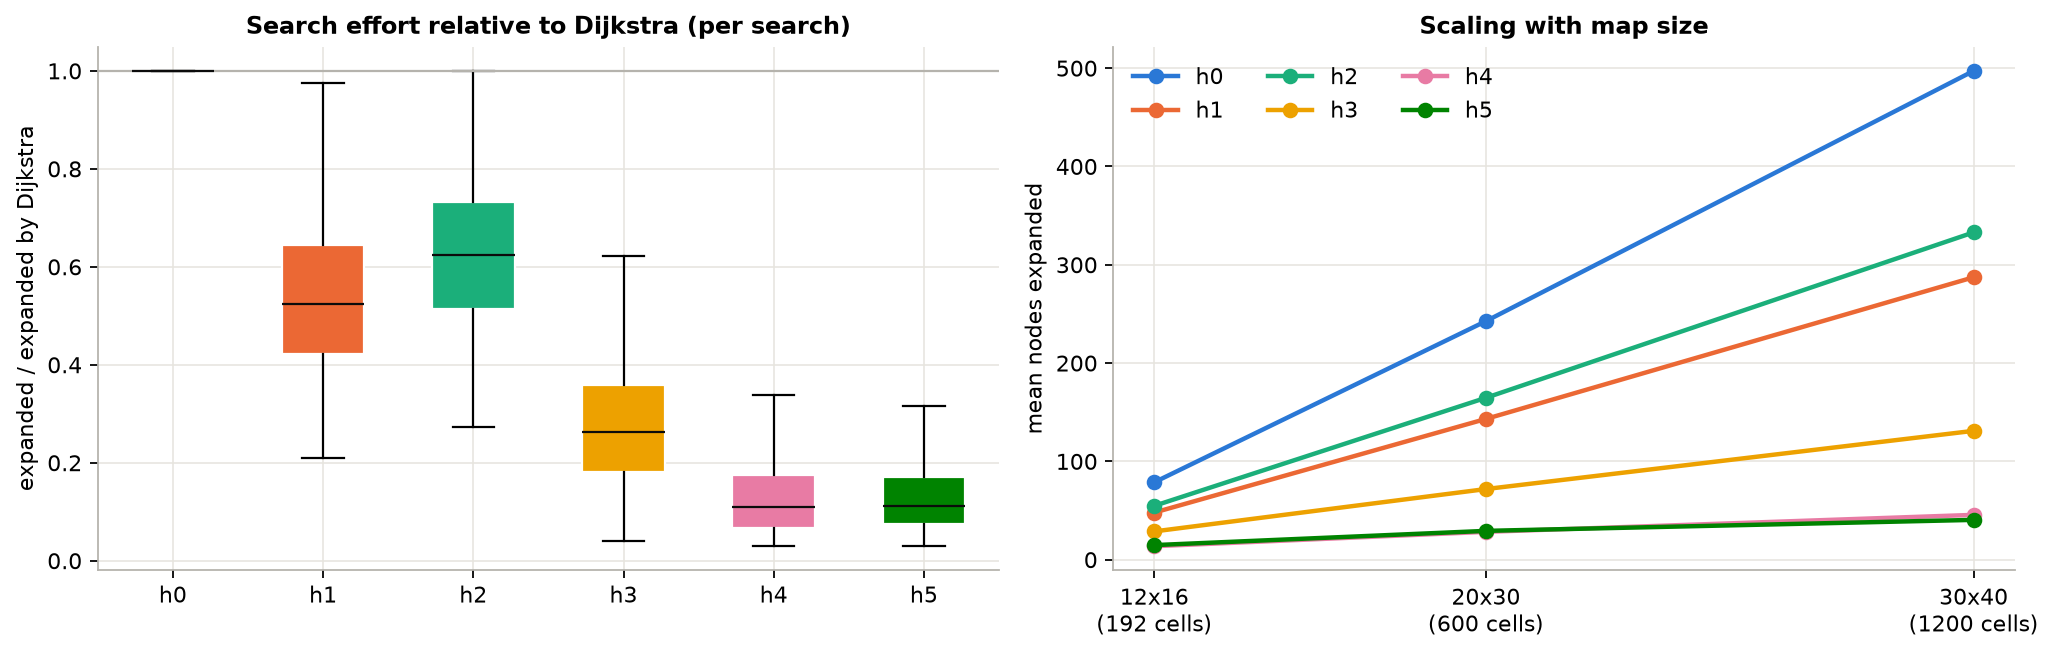 Search effort relative to Dijkstra (per search)
expanded / expanded by Dijkstra
1.0
0.8
0.6
0.4
0.2
0.0
h0 h1 h2 h3 h4 h5
Scaling with map size
mean nodes expanded
500
400
300
200
100
0
h0 h2 h4
h1 h3 h5
12x16 20x30 30x40
(192 cells) (600 cells) (1200 cells)